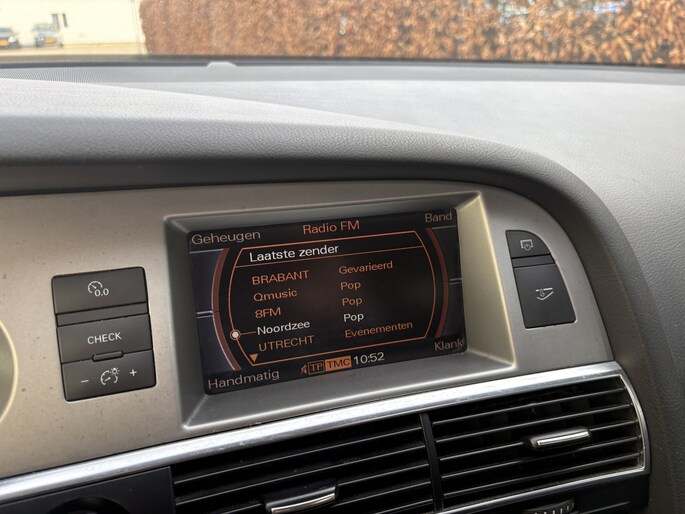 Geheugen
Radio FM
Band
Laatste zender
BRABANT Gevarieerd
Qmusic Pop
8FM Pop
Noordzee Pop
UTRECHT Evenementen
Handmatig
TP TMC 10:52
Klank
0.0
CHECK
- +